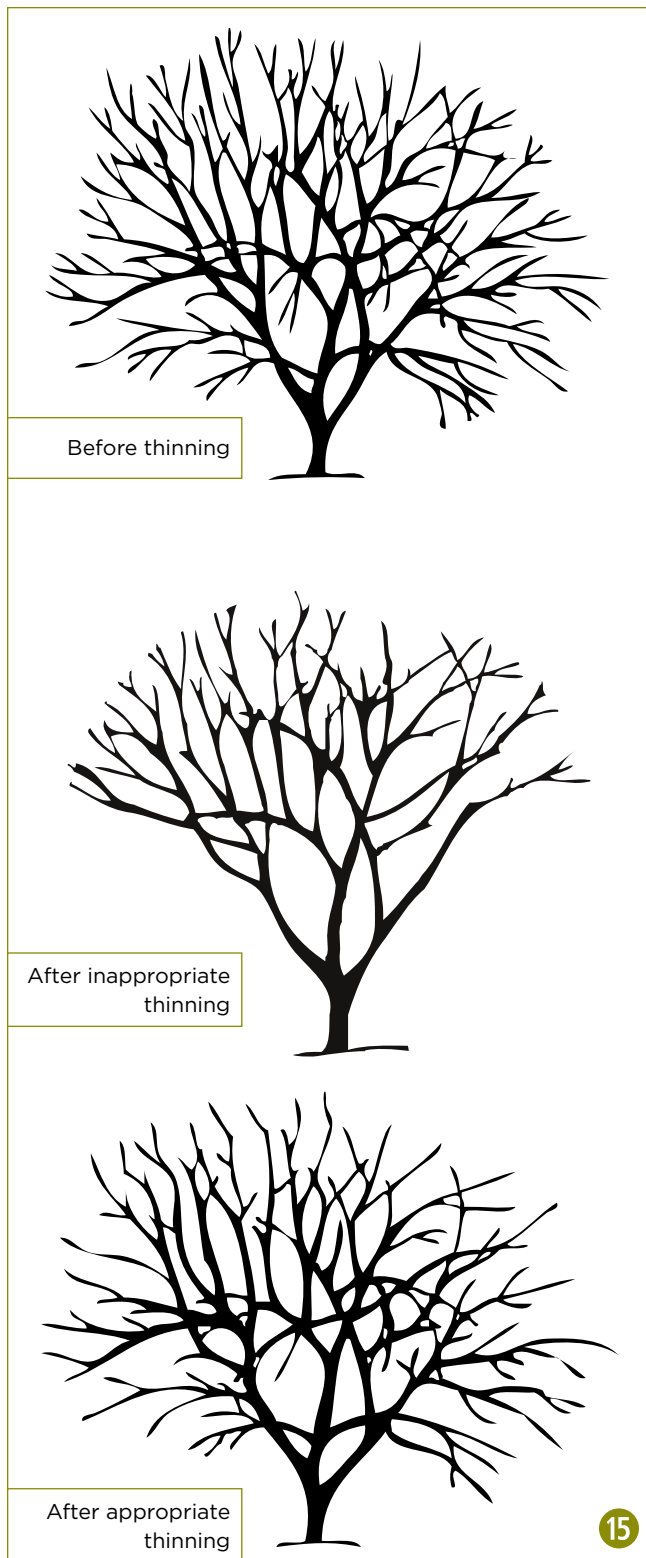 Before thinning
After inappropriate
thinning
After appropriate
thinning
15